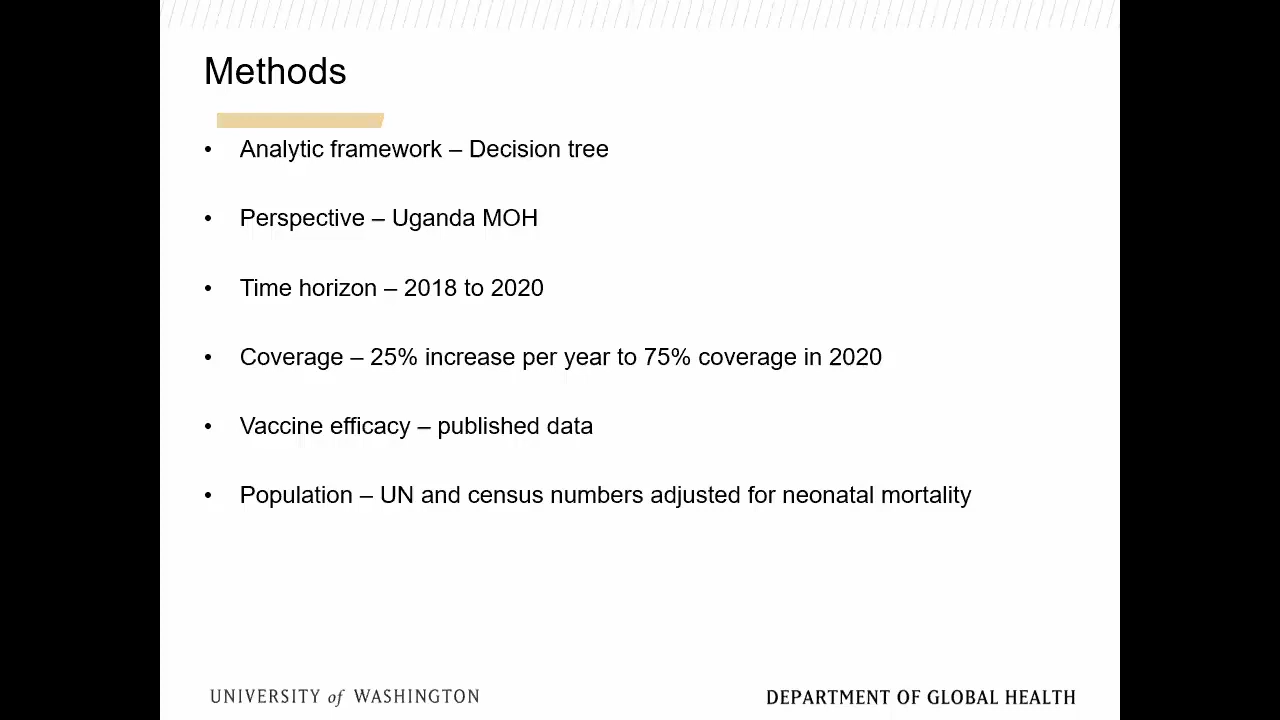 Methods
• Analytic framework – Decision tree
• Perspective – Uganda MOH
• Time horizon – 2018 to 2020
• Coverage – 25% increase per year to 75% coverage in 2020
• Vaccine efficacy – published data
• Population – UN and census numbers adjusted for neonatal mortality
UNIVERSITY of WASHINGTON
DEPARTMENT OF GLOBAL HEALTH